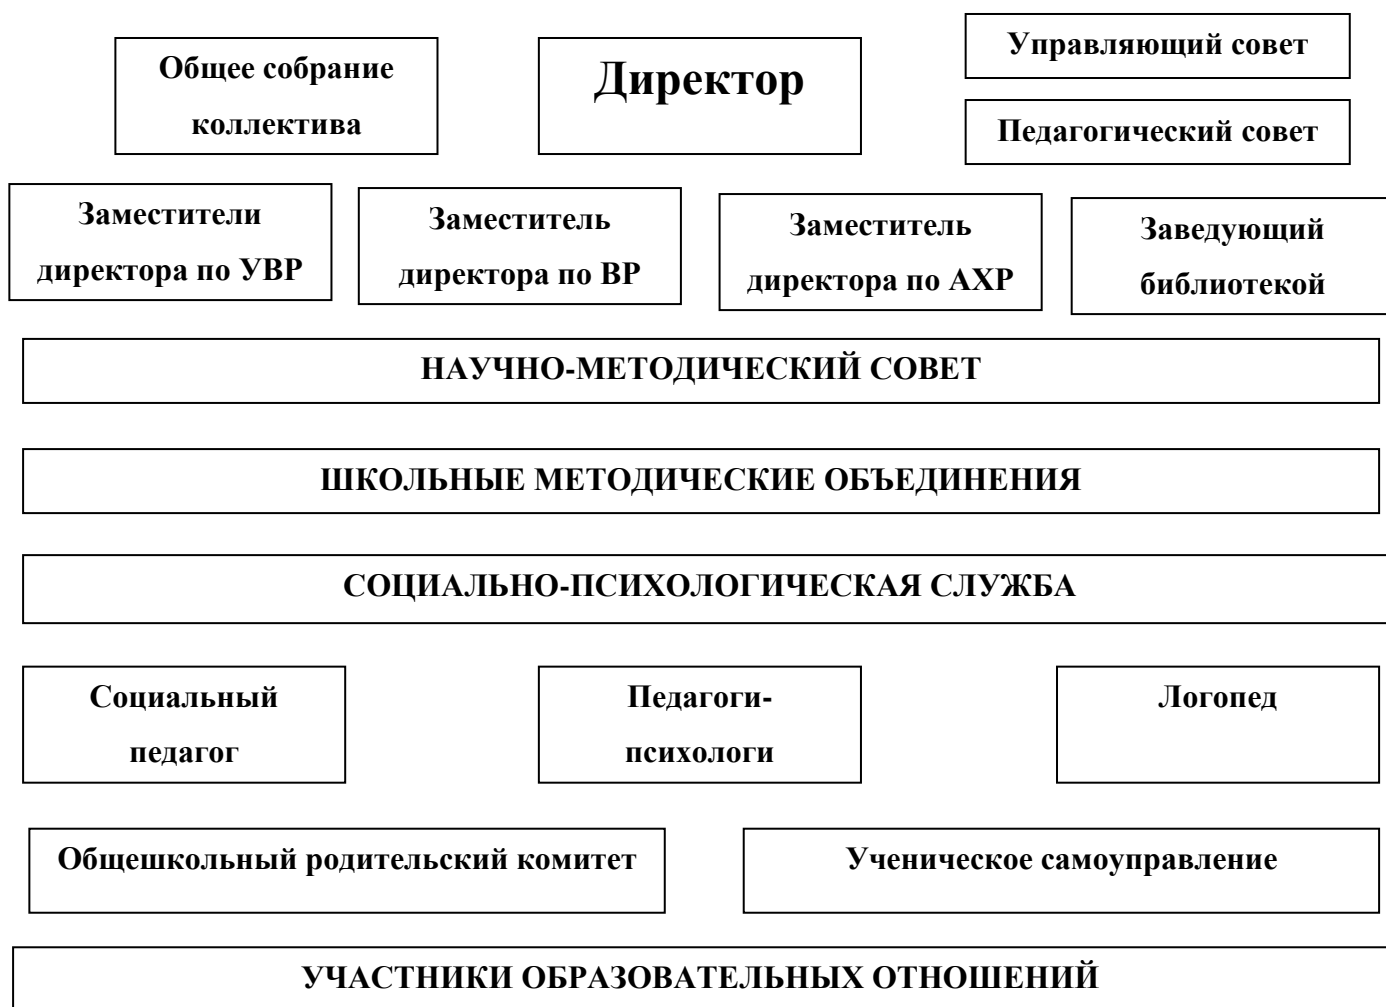 Общее собрание
коллектива
Директор
Управляющий совет
Педагогический совет
Заместители
директора по УВР
Заместитель
директора по ВР
Заместитель
директора по АХР
Заведующий
библиотекой
НАУЧНО-МЕТОДИЧЕСКИЙ СОВЕТ
ШКОЛЬНЫЕ МЕТОДИЧЕСКИЕ ОБЪЕДИНЕНИЯ
СОЦИАЛЬНО-ПСИХОЛОГИЧЕСКАЯ СЛУЖБА
Социальный
педагог
Педагоги-
психологи
Логопед
Общешкольный родительский комитет
Ученическое самоуправление
УЧАСТНИКИ ОБРАЗОВАТЕЛЬНЫХ ОТНОШЕНИЙ